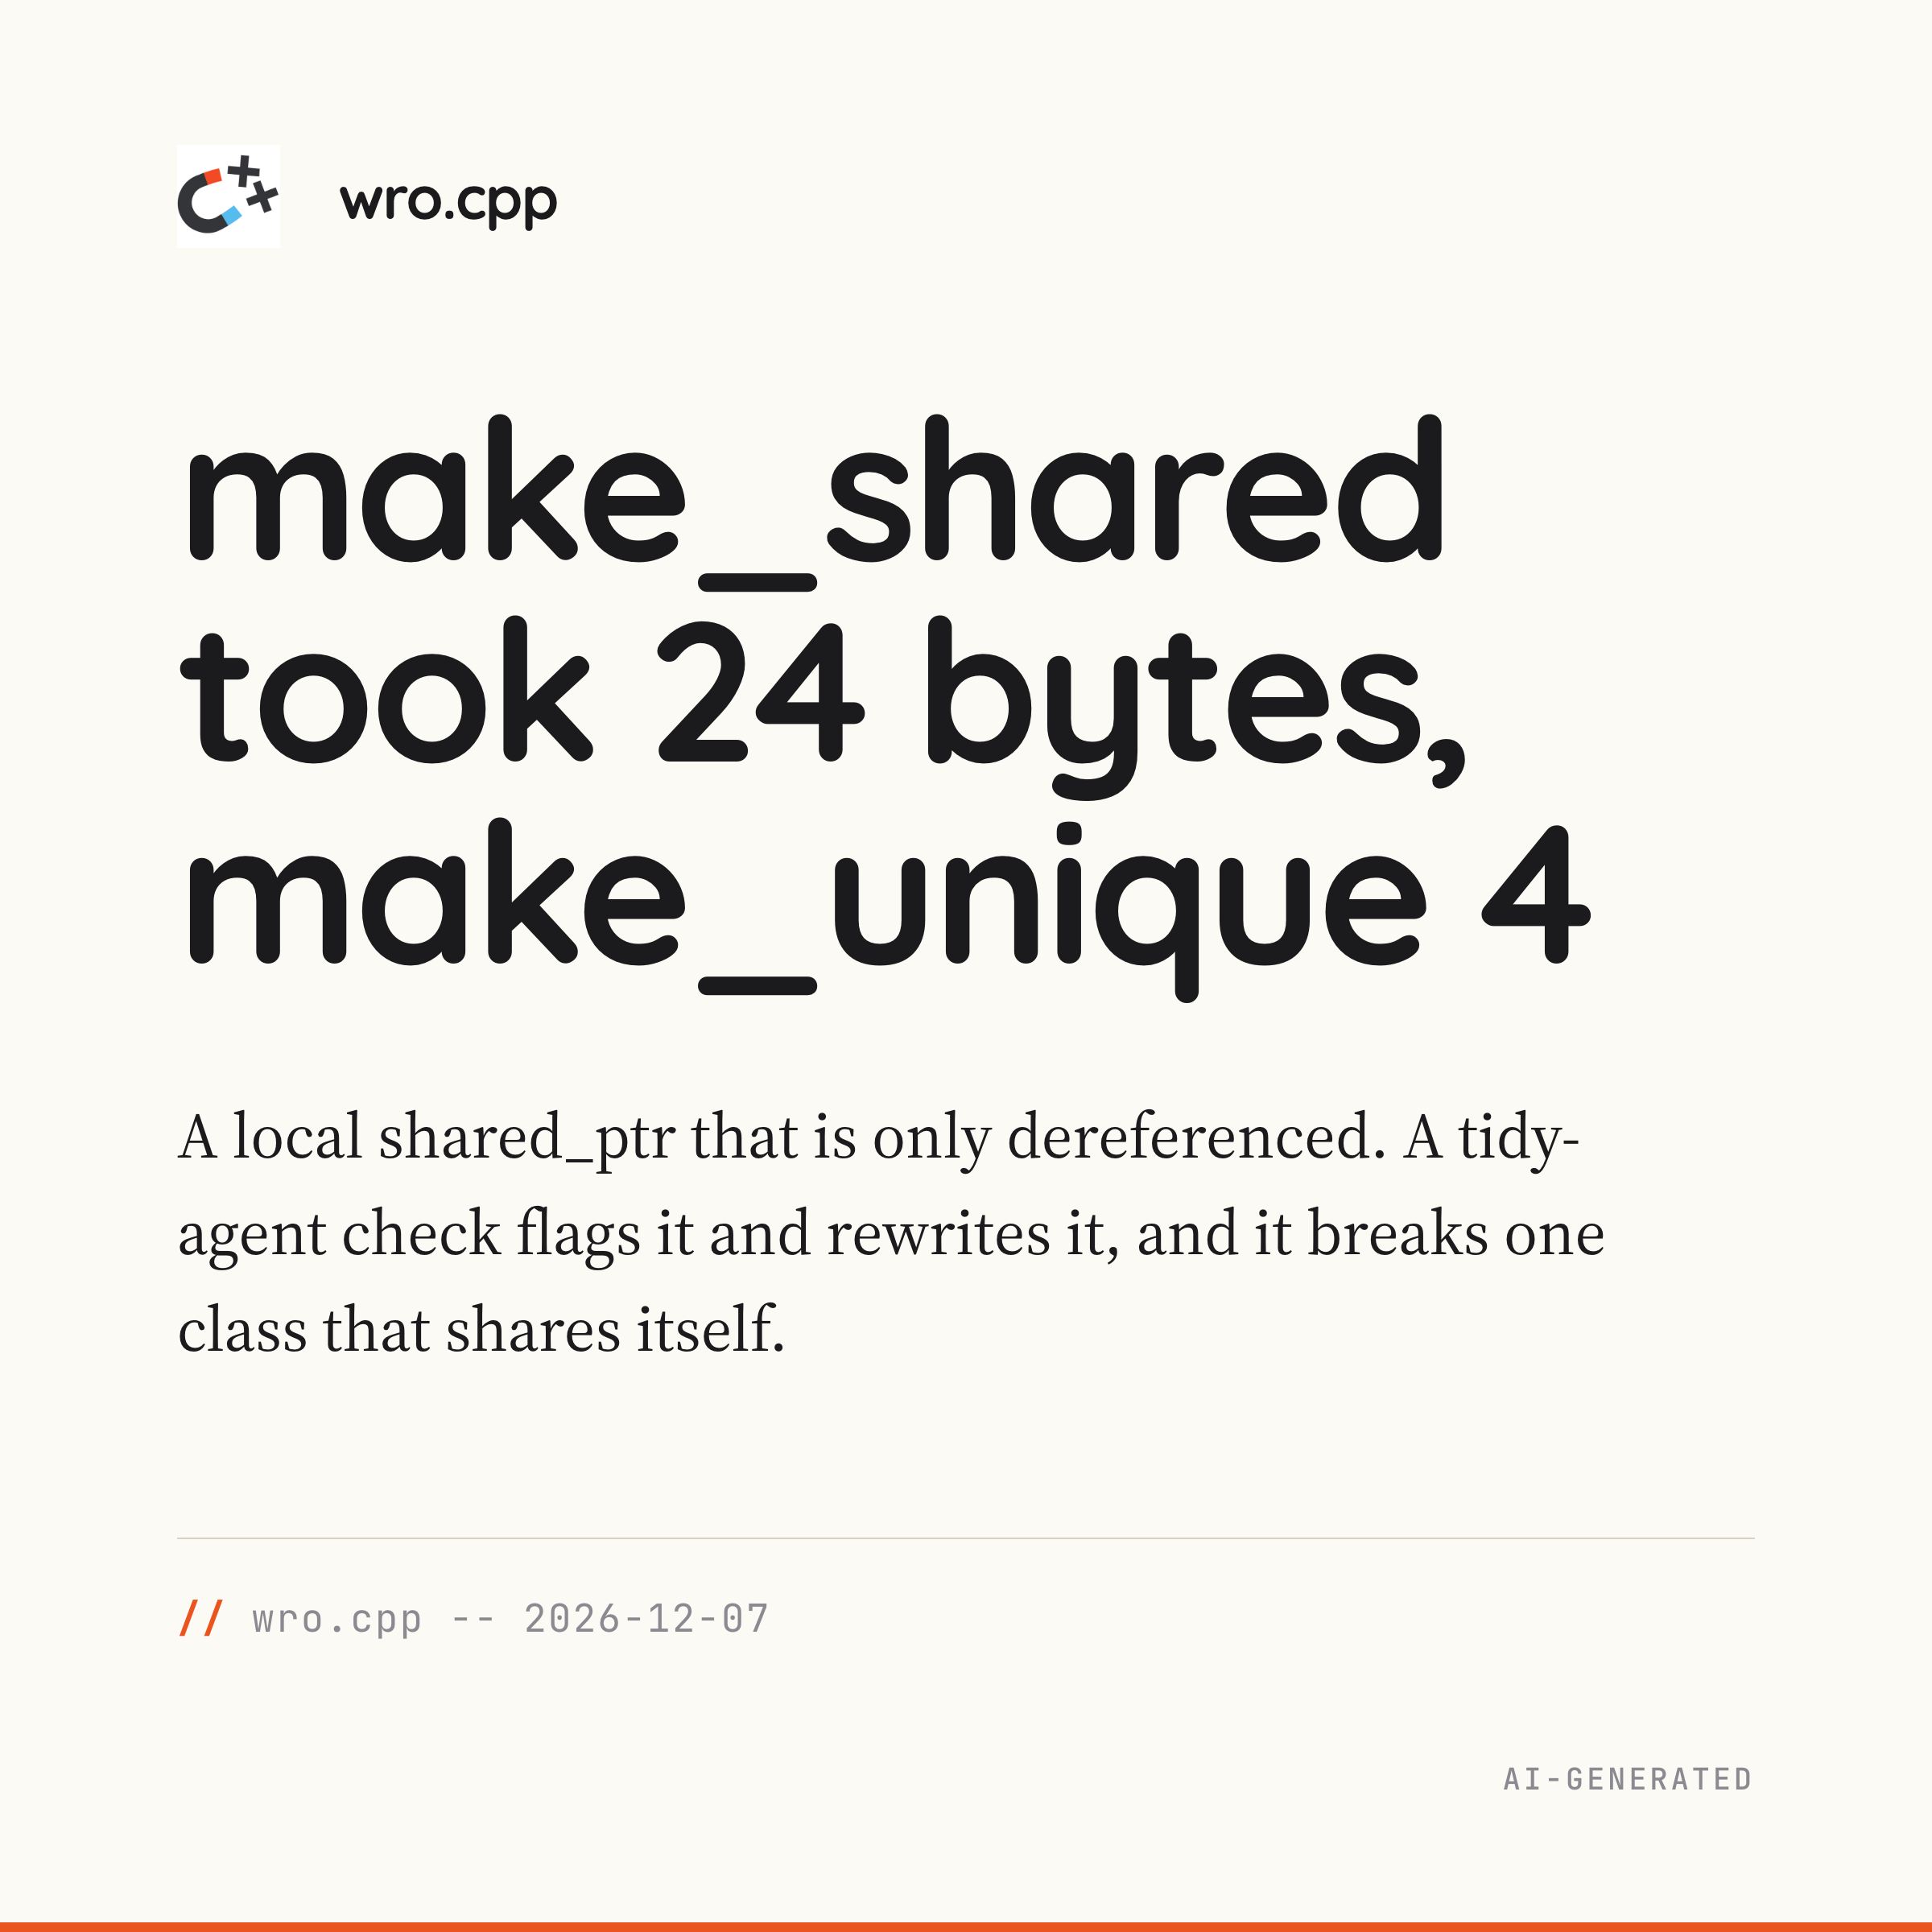 wro.cpp
make_shared
took 24 bytes,
make_unique 4
A local shared_ptr that is only dereferenced. A tidy-
agent check flags it and rewrites it, and it breaks one
class that shares itself.
// wro.cpp -- 2026-12-07
AI-GENERATED